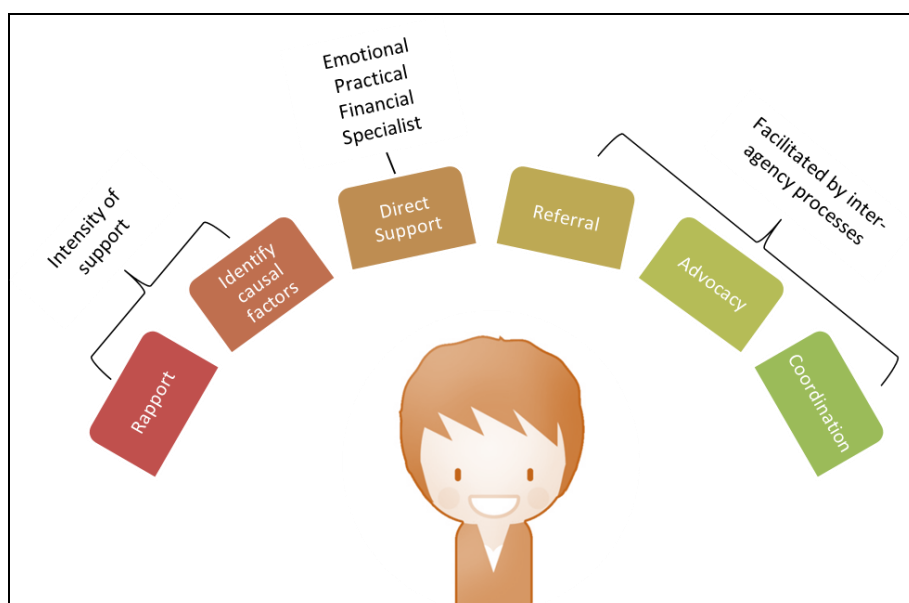 Emotional
Practical
Financial
Specialist
Intensity of
support
Facilitated by inter-
agency processes
Rapport
Identify
causal
factors
Direct
Support
Referral
Advocacy
Coordination